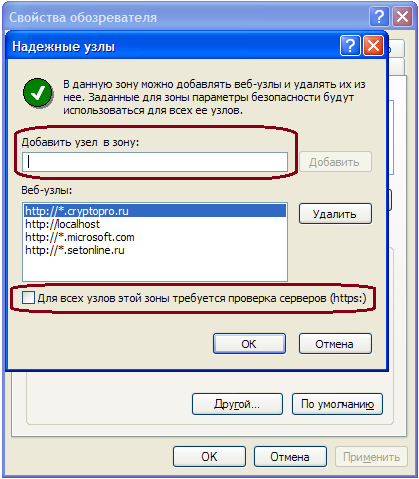 Свойства обозревателя
Надежные узлы
В данную зону можно добавлять веб-узлы и удалять их из
нее. Заданные для зоны параметры безопасности будут
использоваться для всех ее узлов.
Добавить узел в зону:
Добавить
Веб-узлы:
http://*.cryptopro.ru
http://localhost
http://*.microsoft.com
http://*.setonline.ru
Удалить
Для всех узлов этой зоны требуется проверка серверов (https:)
OK
Отмена
Другой...
По умолчанию
OK
Отмена
Применить